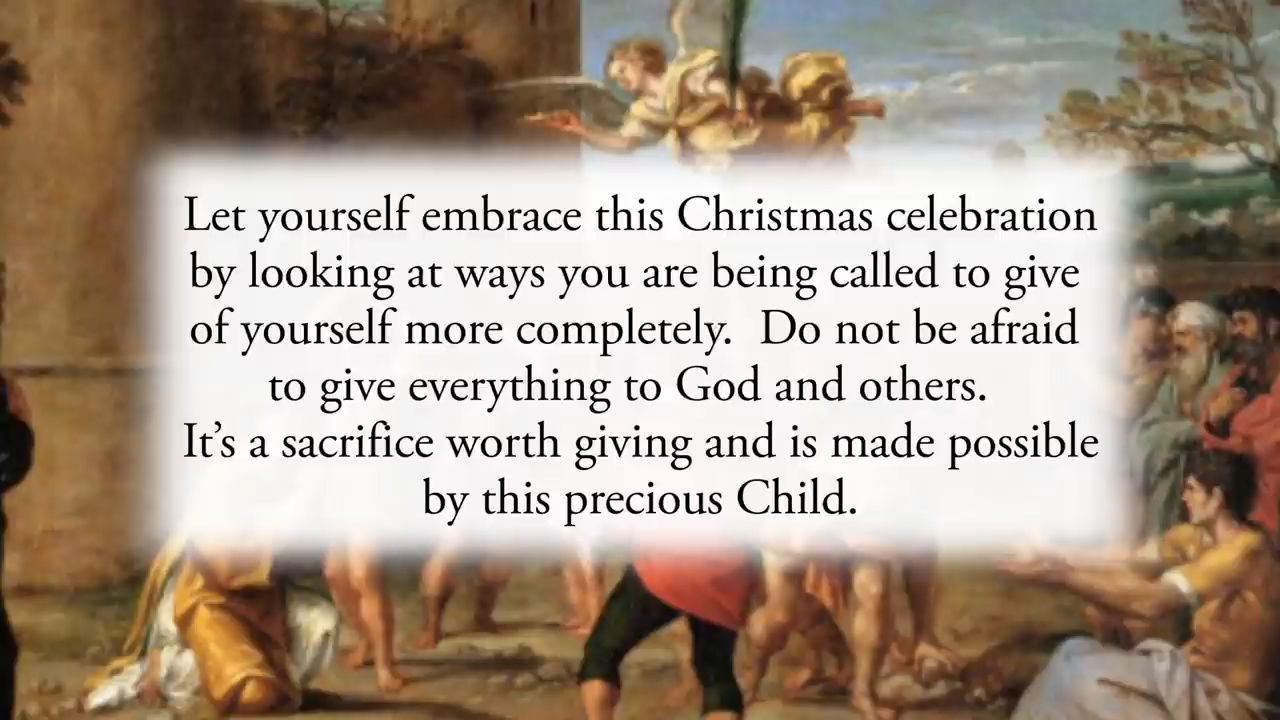 Let yourself embrace this Christmas celebration
by looking at ways you are being called to give
of yourself more completely.  Do not be afraid
to give everything to God and others.
It’s a sacrifice worth giving and is made possible
by this precious Child.